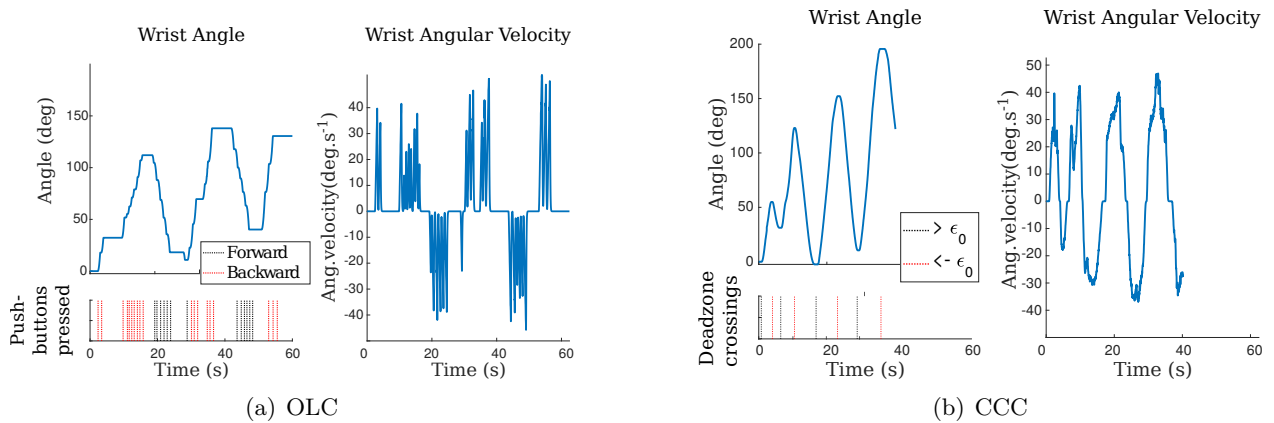 Wrist Angle
Wrist Angular Velocity
Angle (deg)
150
100
50
0
Forward
Backward
Push-
buttons
pressed
0
20
40
60
Time (s)
Ang.velocity(deg.s-1)
40
30
20
10
0
-10
-20
-30
-40
0
20
40
60
Time (s)
(a) OLC
Wrist Angle
Wrist Angular Velocity
Angle (deg)
200
150
100
50
0
> ϵ0
<- ϵ0
Deadzone
crossings
0
20
40
60
Time (s)
Ang.velocity(deg.s-1)
50
40
30
20
10
0
-10
-20
-30
-40
50
0
20
40
60
Time (s)
(b) CCC